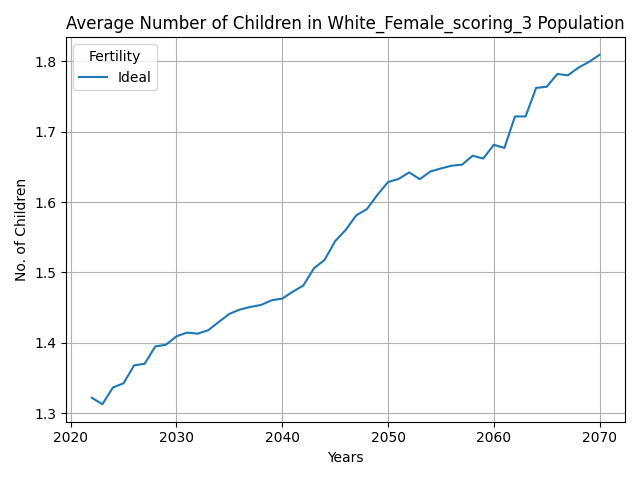 Average Number of Children in White_Female_scoring_3 Population
Fertility
Ideal
No. of Children
1.8
1.7
1.6
1.5
1.4
1.3
2020 2030 2040 2050 2060 2070
Years